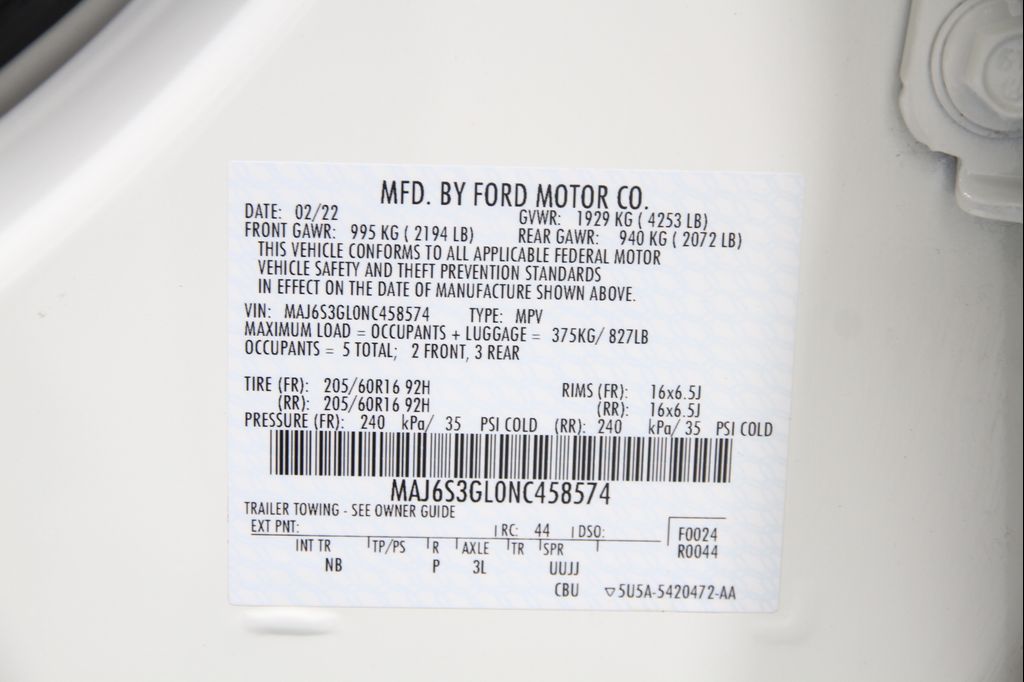 MFD. BY FORD MOTOR CO.
DATE: 02/22 GVWR: 1929 KG ( 4253 LB)
FRONT GAWR: 995 KG ( 2194 LB) REAR GAWR: 940 KG ( 2072 LB)
THIS VEHICLE CONFORMS TO ALL APPLICABLE FEDERAL MOTOR
VEHICLE SAFETY AND THEFT PREVENTION STANDARDS
IN EFFECT ON THE DATE OF MANUFACTURE SHOWN ABOVE.
VIN: MAJ6S3GL0NC458574 TYPE: MPV
MAXIMUM LOAD = OCCUPANTS + LUGGAGE = 375KG/ 827LB
OCCUPANTS = 5 TOTAL; 2 FRONT, 3 REAR
TIRE (FR): 205/60R16 92H RIMS (FR): 16x6.5J
(RR): 205/60R16 92H (RR): 16x6.5J
PRESSURE (FR): 240 kPa/ 35 PSI COLD (RR): 240 kPa/ 35 PSI COLD
MAJ6S3GL0NC458574
TRAILER TOWING - SEE OWNER GUIDE
EXT PNT: RC: 44 DSO: F0024
R0044
INT TR TP/PS R AXLE TR SPR
NB P 3L UUJJ
CBU ▽5U5A-5420472-AA